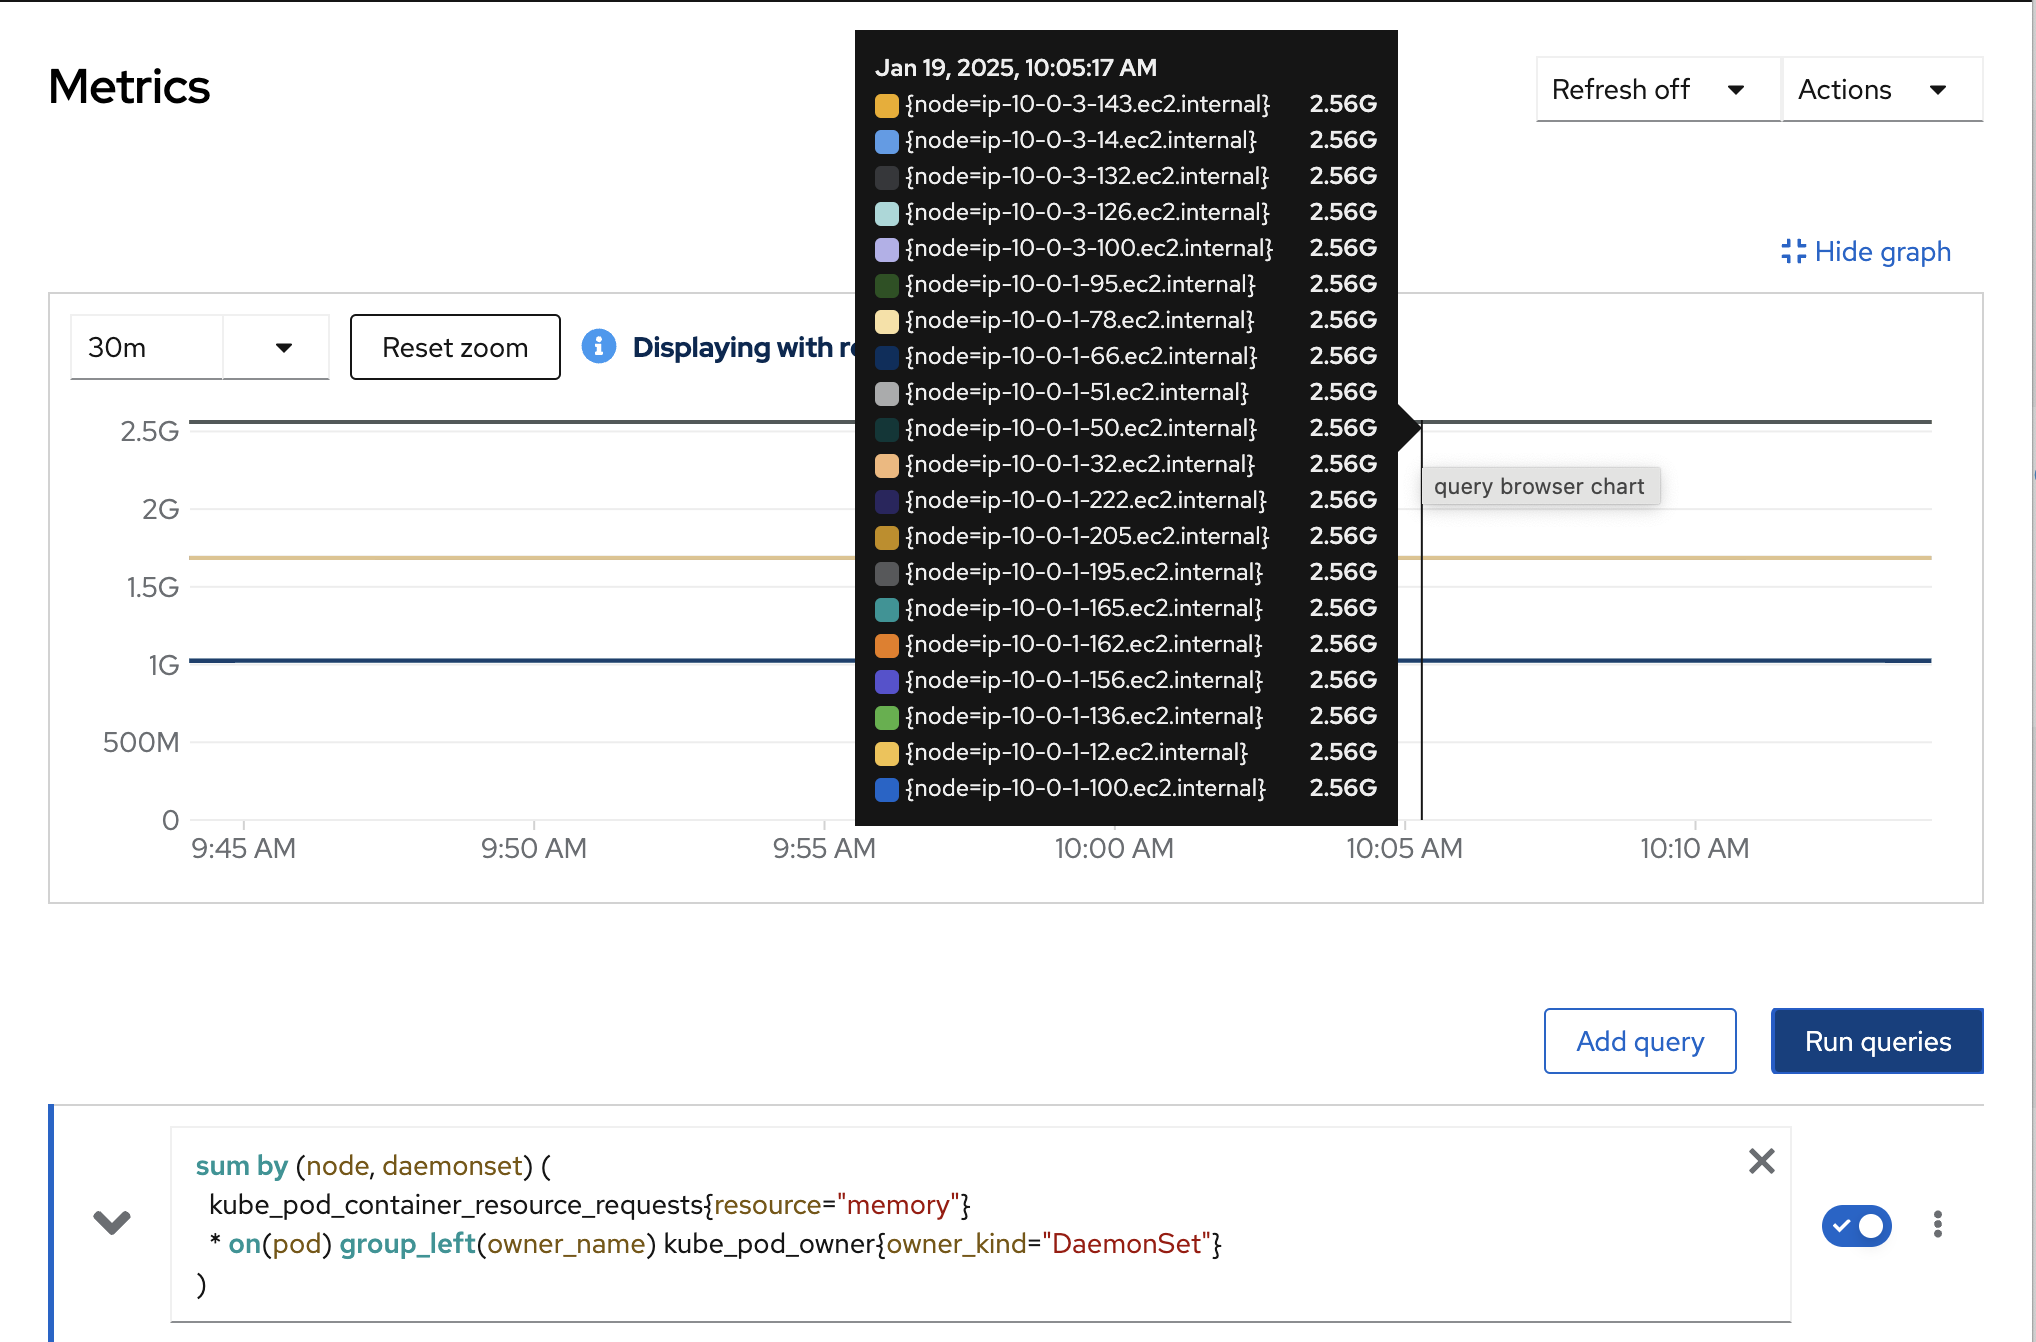 Metrics
Refresh off
Actions
Hide graph
30m
Reset zoom
Displaying with
Jan 19, 2025, 10:05:17 AM
{node=ip-10-0-3-143.ec2.internal} 2.56G
{node=ip-10-0-3-14.ec2.internal} 2.56G
{node=ip-10-0-3-132.ec2.internal} 2.56G
{node=ip-10-0-3-126.ec2.internal} 2.56G
{node=ip-10-0-3-100.ec2.internal} 2.56G
{node=ip-10-0-1-95.ec2.internal} 2.56G
{node=ip-10-0-1-78.ec2.internal} 2.56G
{node=ip-10-0-1-66.ec2.internal} 2.56G
{node=ip-10-0-1-51.ec2.internal} 2.56G
{node=ip-10-0-1-50.ec2.internal} 2.56G
{node=ip-10-0-1-32.ec2.internal} 2.56G
{node=ip-10-0-1-222.ec2.internal} 2.56G
{node=ip-10-0-1-205.ec2.internal} 2.56G
{node=ip-10-0-1-195.ec2.internal} 2.56G
{node=ip-10-0-1-165.ec2.internal} 2.56G
{node=ip-10-0-1-162.ec2.internal} 2.56G
{node=ip-10-0-1-156.ec2.internal} 2.56G
{node=ip-10-0-1-136.ec2.internal} 2.56G
{node=ip-10-0-1-12.ec2.internal} 2.56G
{node=ip-10-0-1-100.ec2.internal} 2.56G
query browser chart
2.5G
2G
1.5G
1G
500M
0
9:45 AM 9:50 AM 9:55 AM 10:00 AM 10:05 AM 10:10 AM
Add query
Run queries
sum by (node, daemonset) (
kube_pod_container_resource_requests{resource="memory"}
* on(pod) group_left(owner_name) kube_pod_owner{owner_kind="DaemonSet"}
)